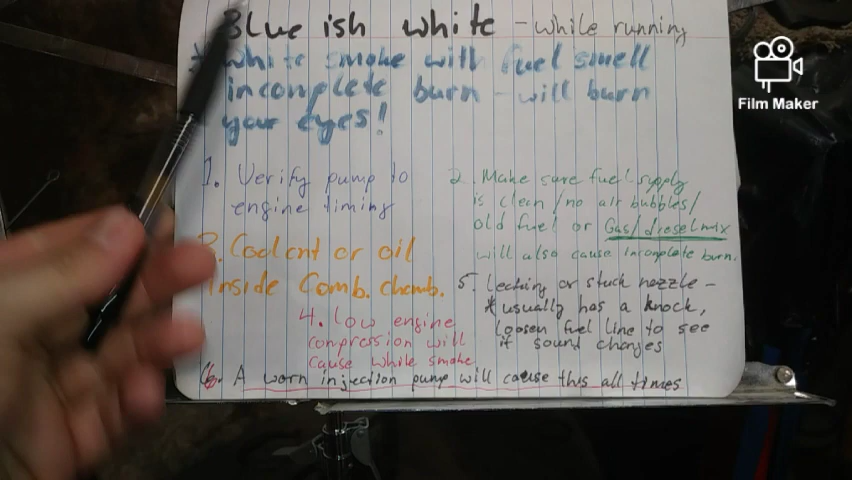 Blue ish white - while running
* white smoke with fuel smell
incomplete burn - will burn
your eyes!
1. Verify pump to
engine timing
2. Make sure fuel supply
is clean/no air bubbles/
old fuel or Gas/diesel mix
will also cause incomplete burn.
3. Coolent or oil
inside Comb. chamb.
4. low engine
compression will
cause while smoke
5. Leaking or stuck nozzle -
* usually has a knock,
loosen fuel line to see
if sound changes
6. A worn injection pump will cause this all times
Film Maker